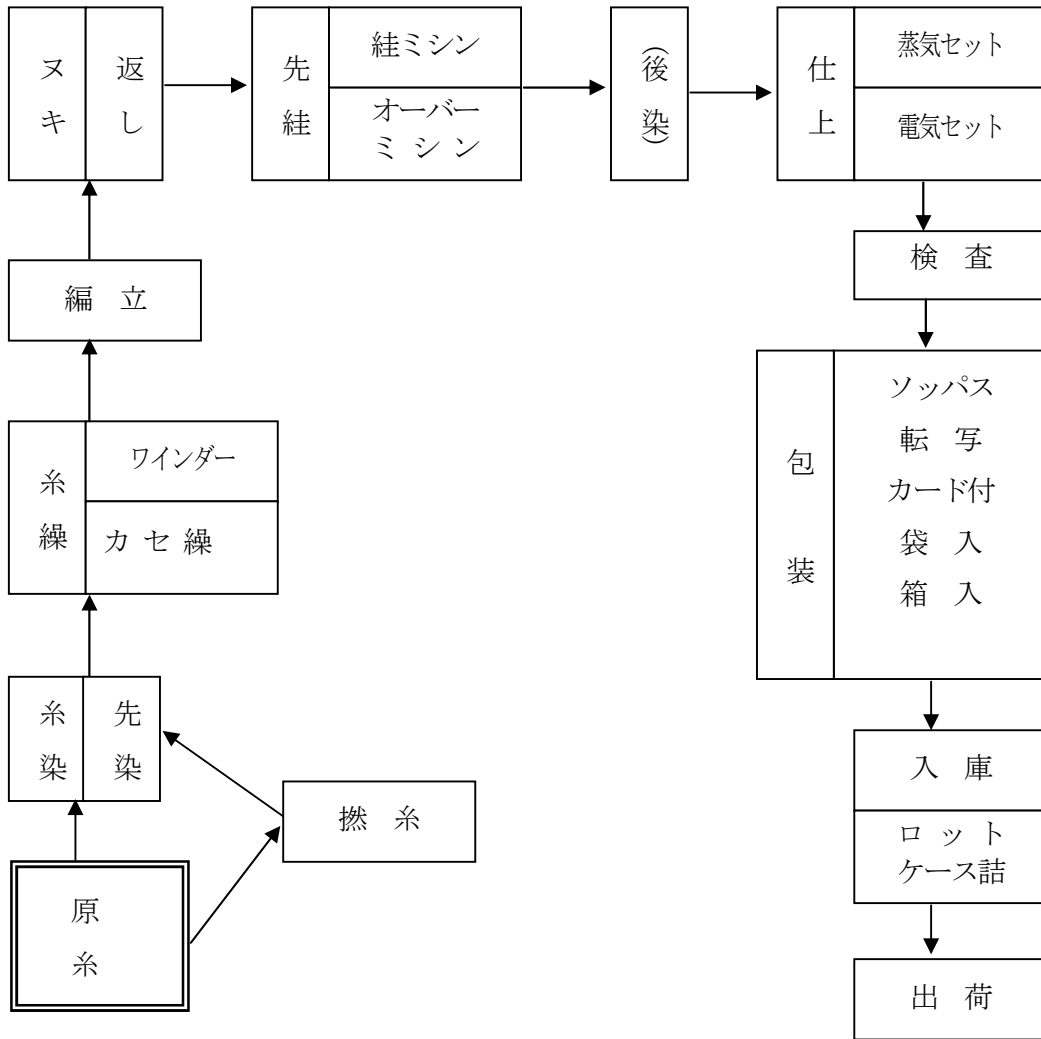 ヌキ
返し
先絓
絓ミシン
オーバー
ミシン
(後染)
仕上
蒸気セット
電気セット
検査
編立
包装
ソッパス
転写
カード付
袋入
箱入
糸繰
ワインダー
カセ繰
糸染
先染
撚糸
原糸
入庫
ロット
ケース詰
出荷